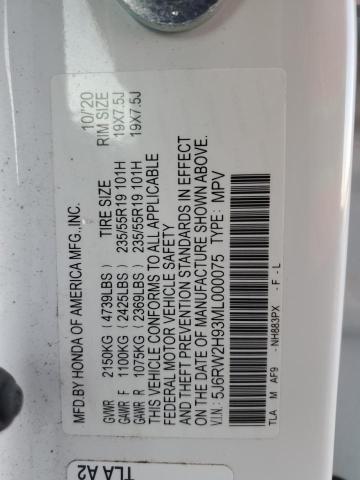 MFD.BY HONDA OF AMERICA MFG.,INC. 10/20
TIRE SIZE RIM SIZE
GVWR 2150KG (4739LBS)
GAWR F 1100KG (2425LBS) 235/55R19 101H 19X7.5J
GAWR R 1075KG (2369LBS) 235/55R19 101H 19X7.5J
THIS VEHICLE CONFORMS TO ALL APPLICABLE
FEDERAL MOTOR VEHICLE SAFETY
AND THEFT PREVENTION STANDARDS IN EFFECT
ON THE DATE OF MANUFACTURE SHOWN ABOVE.
V.I.N: 5J6RW2H93ML000075 TYPE: MPV
TLA M AF9 -NH883PX - F - L
TLA A2